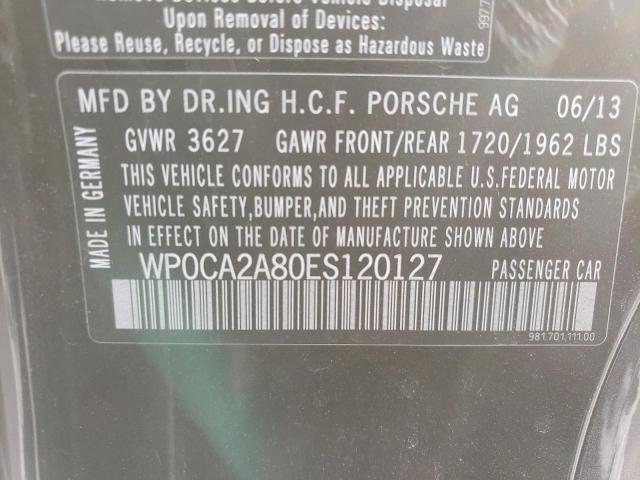 Upon Removal of Devices:
Please Reuse, Recycle, or Dispose as Hazardous Waste
MFD BY DR.ING H.C.F. PORSCHE AG 06/13
GVWR 3627 GAWR FRONT/REAR 1720/1962 LBS
THIS VEHICLE CONFORMS TO ALL APPLICABLE U.S.FEDERAL MOTOR
VEHICLE SAFETY,BUMPER,AND THEFT PREVENTION STANDARDS
IN EFFECT ON THE DATE OF MANUFACTURE SHOWN ABOVE.
WP0CA2A80ES120127 PASSENGER CAR
981.701.111.00
MADE IN GERMANY